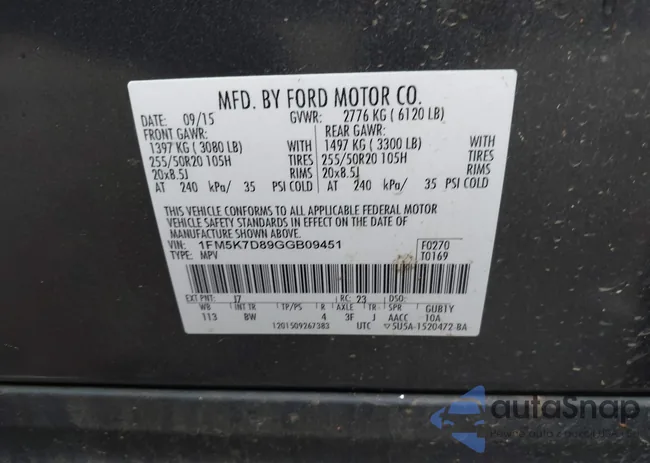 MFD. BY FORD MOTOR CO.
DATE: 09/15 GVWR: 2776 KG ( 6120 LB)
FRONT GAWR: REAR GAWR:
1397 KG ( 3080 LB) WITH 1497 KG ( 3300 LB) WITH
255/50R20 105H TIRES 255/50R20 105H TIRES
20x8.5J RIMS 20x8.5J RIMS
AT 240 kPa/ 35 PSI COLD AT 240 kPa/ 35 PSI COLD
THIS VEHICLE CONFORMS TO ALL APPLICABLE FEDERAL MOTOR
VEHICLE SAFETY STANDARDS IN EFFECT ON THE DATE OF
MANUFACTURE SHOWN ABOVE.
VIN: 1FM5K7D89GGB09451 F0270
TYPE: MPV T0169
EXT PNT: J7 RC: 23 DSO:
WB INT TR TP/PS R AXLE TR SPR GUBTY
113 8W 4 3F J AACC 10A
1201509267383 UTC 5U5A-1520472-BA
autoSnap